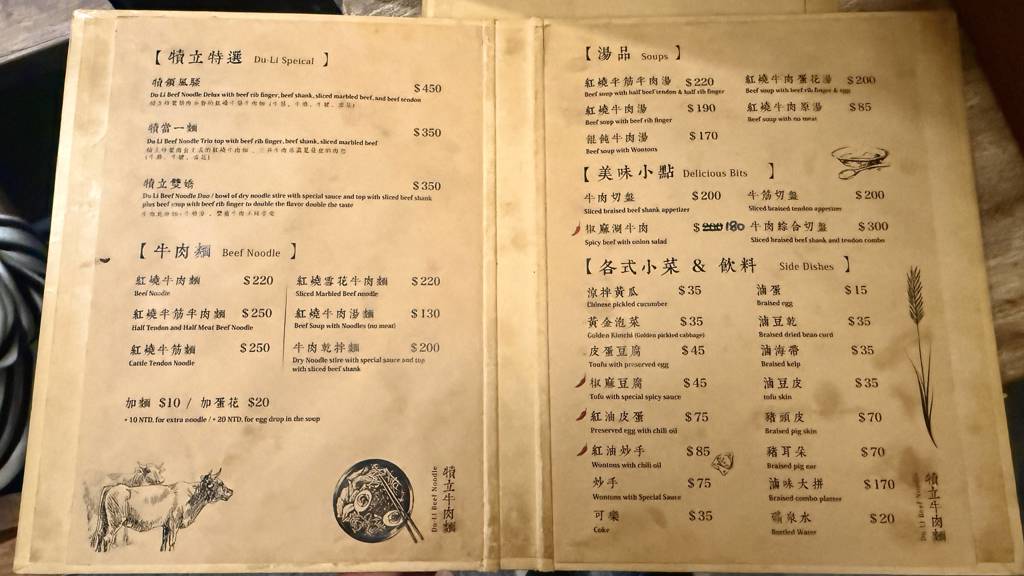 【 犢立特選 Du-Li Speical 】
犢領風騷 $450
Du Li Beef Noodle Delux with beef rib finger, beef shank, sliced marbled beef, and beef tendon
犢當一麵 $350
Du Li Beef Noodle Trio top with beef rib finger, beef shank, sliced marbled beef
犢立雙嬌 $350
Du Li Beef Noodle Duo / bowl of dry noodle stire with special sauce and top with sliced beef shank
plus beef soup with beef rib finger to double the flavor double the taste
【 牛肉麵 Beef Noodle 】
紅燒牛肉麵 $220
Beef Noodle
紅燒半筋半肉麵 $250
Half Tendon and Half Meat Beef Noodle
紅燒牛筋麵 $250
Cattle Tendon Noodle
紅燒雪花牛肉麵 $220
Sliced Marbled Beef noodle
紅燒牛肉湯麵 $130
Beef Soup with Noodles (no meat)
牛肉乾拌麵 $200
Dry Noodle stire with special sauce and top
with sliced beef shank
加麵 $10 / 加蛋花 $20
• 10 NTD. for extra noodle / • 20 NTD. for egg drop in the soup
Du-Li Beef Noodle
犢立牛肉麵
【 湯品 Soups 】
紅燒半筋半肉湯 $220
Beef soup with half beef tendon & half rib finger
紅燒牛肉湯 $190
Beef soup with beef rib finger
餛飩牛肉湯 $170
Beef soup with Wontons
紅燒牛肉蛋花湯 $200
Beef soup with beef rib finger & egg
紅燒牛肉原湯 $85
Beef soup with no meat
【 美味小點 Delicious Bits 】
牛肉切盤 $200
Sliced braised beef shank appetizer
椒麻涮牛肉 $200 180
Spicy beef with onion salad
牛筋切盤 $200
Sliced braised tendon appetizer
牛肉綜合切盤 $300
Sliced braised beef shank and tendon combo
【 各式小菜 & 飲料 Side Dishes 】
涼拌黃瓜 $35
Chinese pickled cucumber
黃金泡菜 $35
Golden Kimchi (Golden pickled cabbage)
皮蛋豆腐 $45
Toufu with preserved egg
椒麻豆腐 $45
Tofu with special spicy sauce
紅油皮蛋 $75
Preserved egg with chili oil
紅油炒手 $85
Wontons with chili oil
炒手 $75
Wontons with Special Sauce
可樂 $35
Coke
滷蛋 $15
Braised egg
滷豆乾 $35
Braised dried bean curd
滷海帶 $35
Braised kelp
滷豆皮 $35
tofu skin
豬頭皮 $70
Braised pig skin
豬耳朵 $70
Braised pig ear
滷味大拼 $170
Braised combo platter
礦泉水 $20
Bottled Water
Du-Li Beef Noodle
犢立牛肉麵